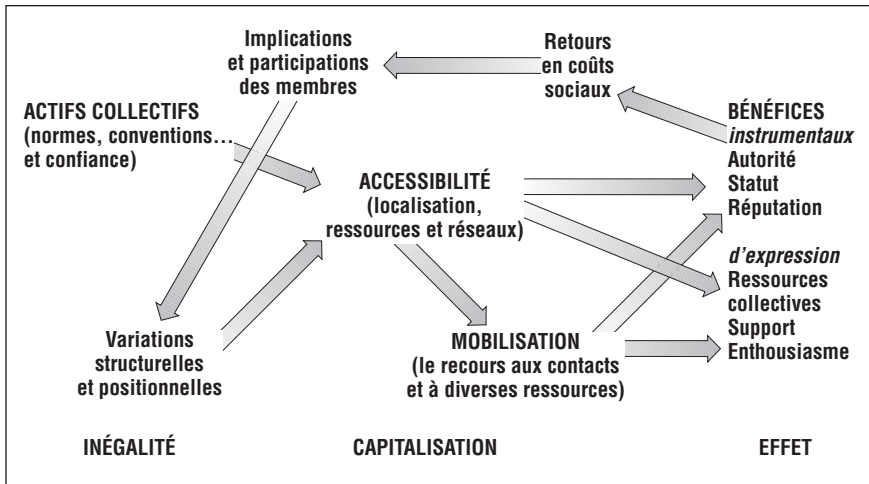 Implications
et participations
des membres
Retours
en coûts
sociaux
ACTIFS COLLECTIFS
(normes, conventions…
et confiance)
BÉNÉFICES
instrumentaux
Autorité
Statut
Réputation
ACCESSIBILITÉ
(localisation,
ressources et réseaux)
d’expression
Ressources
collectives
Support
Enthousiasme
Variations
structurelles
et positionnelles
MOBILISATION
(le recours aux contacts
et à diverses ressources)
INÉGALITÉ
CAPITALISATION
EFFET